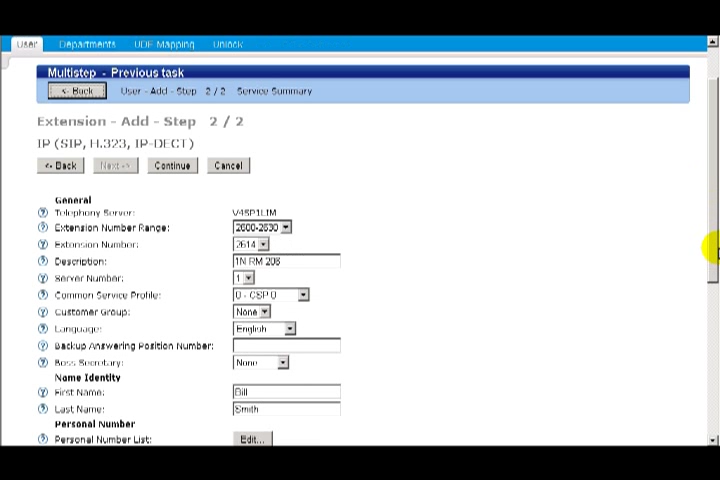 User Departments UDF Mapping Unlock
Multistep - Previous task
<- Back User - Add - Step 2 / 2 Service Summary
Extension - Add - Step 2 / 2
IP (SIP, H.323, IP-DECT)
<- Back Next -> Continue Cancel
General
? Telephony Server: V4SP1LIM
? Extension Number Range: 2600-2630
? Extension Number: 2614
? Description: 1N RM 206
? Server Number: 1
? Common Service Profile: 0 - CSP 0
? Customer Group: None
? Language: English
? Backup Answering Position Number:
? Boss Secretary: None
Name Identity
? First Name: Bill
? Last Name: Smith
Personal Number
? Personal Number List: Edit...